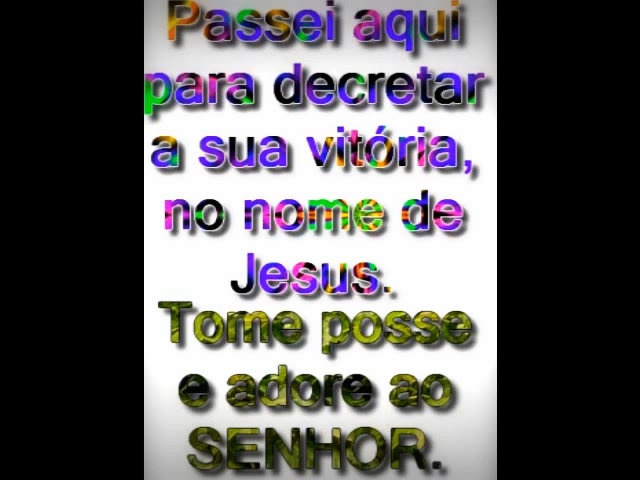 Passei aqui
para decretar
a sua vitória,
no nome de
Jesus.
Tome posse
e adore ao
SENHOR.